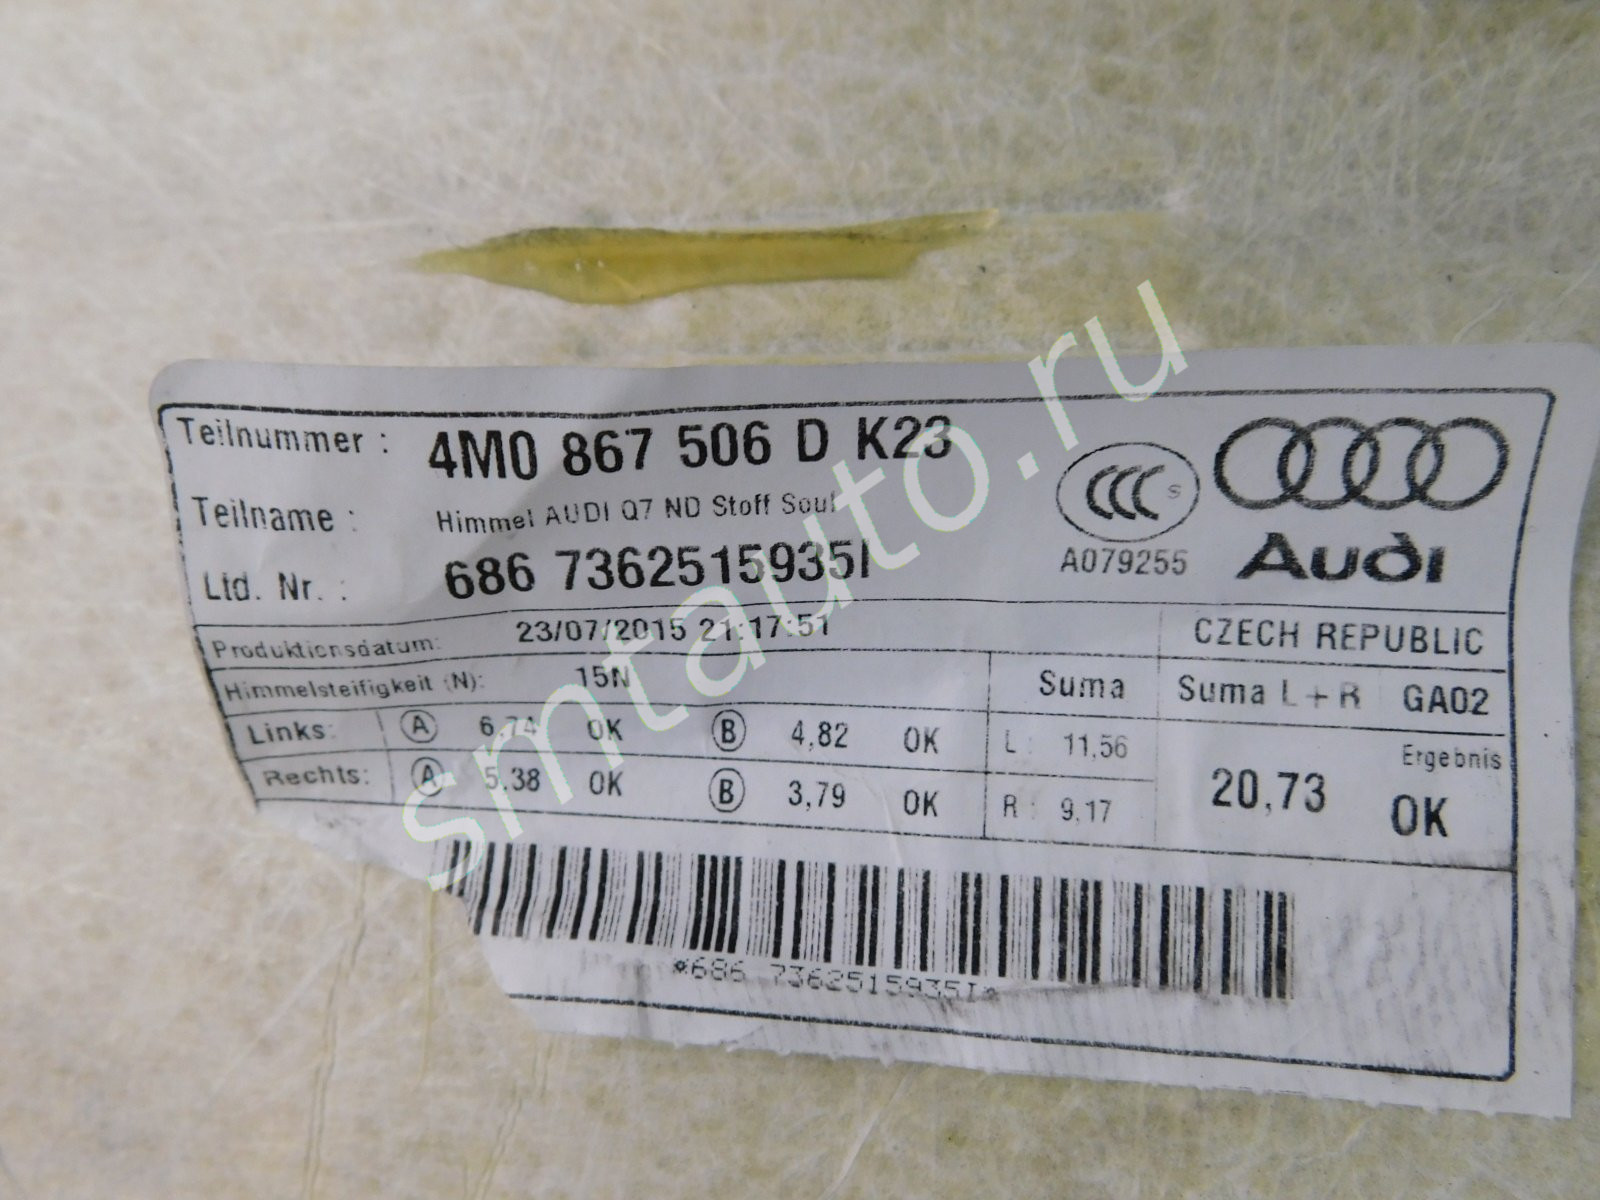 Teilnummer : 4M0 867 506 D K23
Teilname : Himmel AUDI Q7 ND Stoff Soul
Lfd. Nr. : 686 7362515935I
CCC S
A079255
Audi
Produktionsdatum: 23/07/2015 21:17:51
CZECH REPUBLIC
Himmelsteifigkeit (N): 15N
Suma
Suma L + R
GA02
Links: A 6,74 OK B 4,82 OK L : 11,56
Rechts: A 5,38 OK B 3,79 OK R : 9,17
20,73
Ergebnis
OK
*686 7362515935I*
smtauto.ru